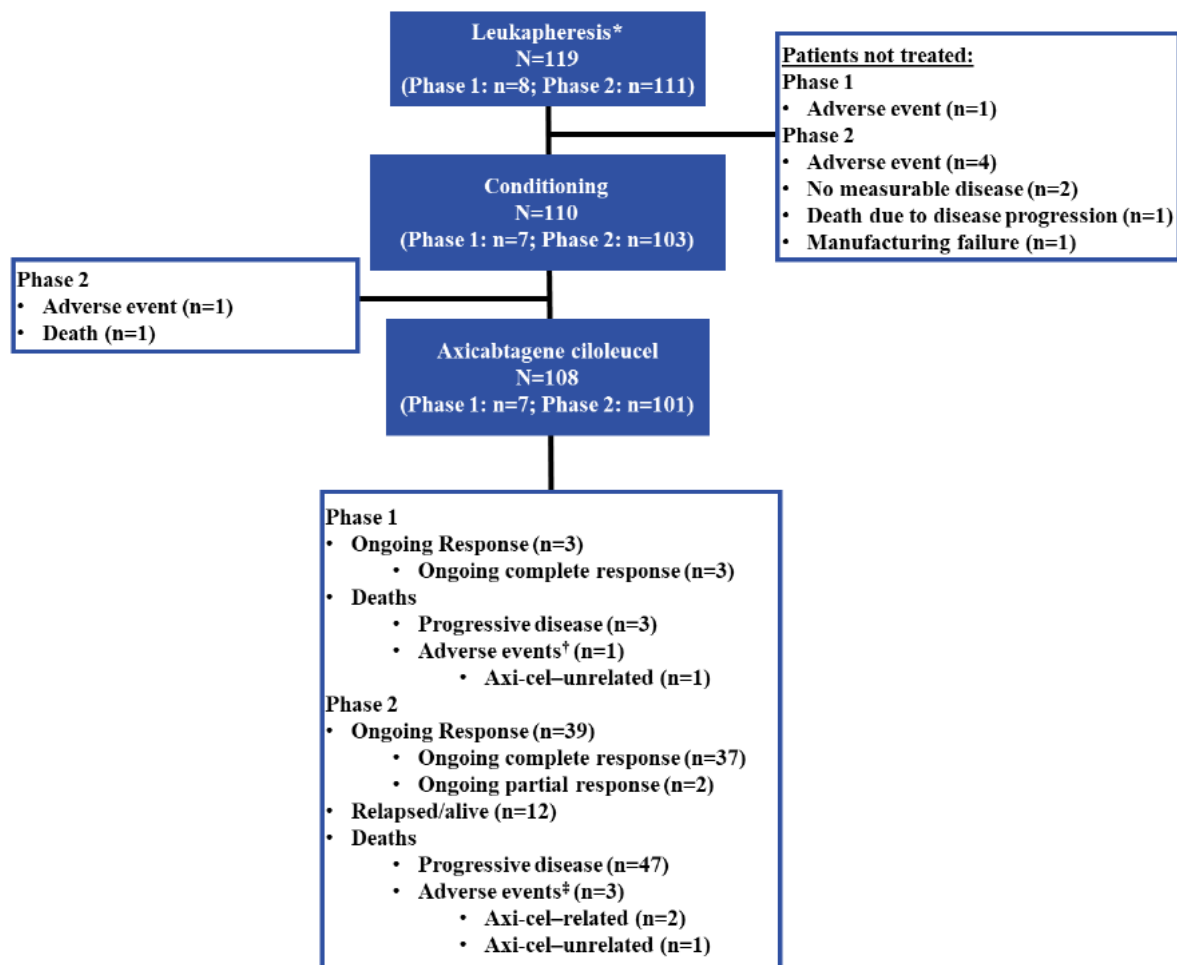 Leukapheresis*
N=119
(Phase 1: n=8; Phase 2: n=111)
Patients not treated:
Phase 1
• Adverse event (n=1)
Phase 2
• Adverse event (n=4)
• No measurable disease (n=2)
• Death due to disease progression (n=1)
• Manufacturing failure (n=1)
Conditioning
N=110
(Phase 1: n=7; Phase 2: n=103)
Phase 2
• Adverse event (n=1)
• Death (n=1)
Axicabtagene ciloleucel
N=108
(Phase 1: n=7; Phase 2: n=101)
Phase 1
• Ongoing Response (n=3)
• Ongoing complete response (n=3)
• Deaths
• Progressive disease (n=3)
• Adverse events† (n=1)
• Axi-cel–unrelated (n=1)
Phase 2
• Ongoing Response (n=39)
• Ongoing complete response (n=37)
• Ongoing partial response (n=2)
• Relapsed/alive (n=12)
• Deaths
• Progressive disease (n=47)
• Adverse events‡ (n=3)
• Axi-cel–related (n=2)
• Axi-cel–unrelated (n=1)